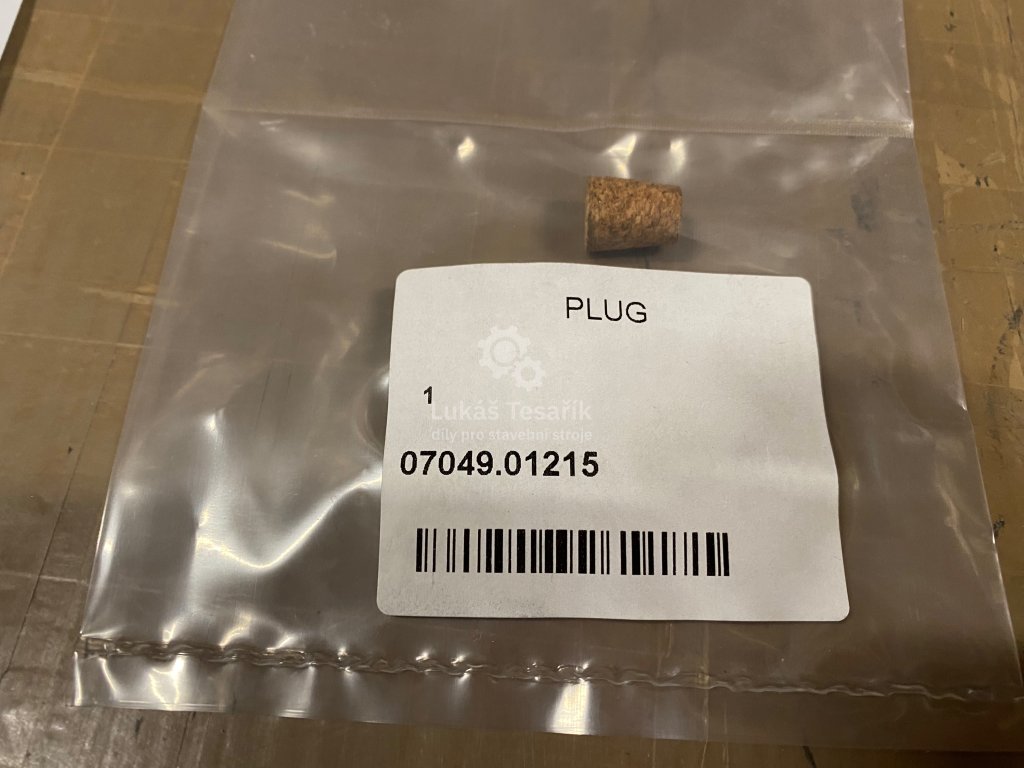 PLUG
1
Lukáš Tesařík
díly pro stavební stroje
07049.01215